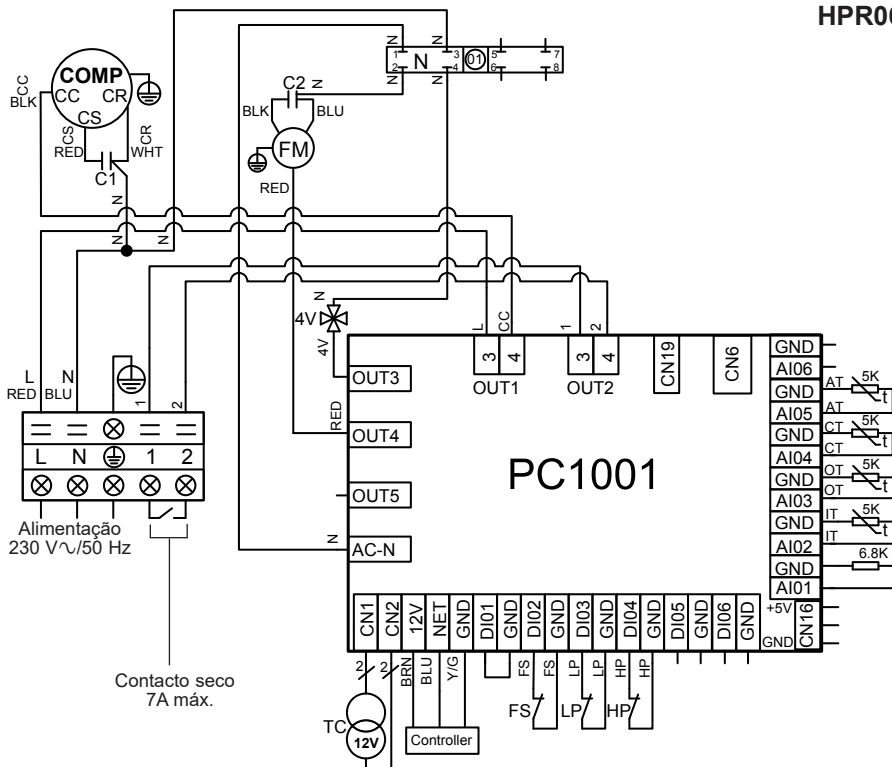 HPR06
N N
1 3 5 7
N 01
2 4 6 8
N N
COMP
CC CR
CS
CC
BLK
CS
RED
CR
WHT
C1
C2 N
BLK BLU
FM
RED
N
N N N
N
4V
4V
L CC 1 2
3 4 3 4
OUT1 OUT2
CN19 CN6
L N
RED BLU
1 2
L N 1 2
Alimentação
230 V∿/50 Hz
Contacto seco
7A máx.
OUT3
RED
OUT4
OUT5
N
AC-N
PC1001
GND
AI06
GND AT 5K
t
AI05 AT
GND CT 5K
t
AI04 CT
GND OT 5K
t
AI03 OT
GND IT 5K
t
AI02 IT
GND 6.8K
AI01
+5V
CN16
GND
CN1 CN2 12V NET GND DI01 GND DI02 GND DI03 GND DI04 GND DI05 GND DI06 GND
2 2 BRN BLU Y/G FS FS LP LP HP HP
FS LP HP
TC
12V
Controller